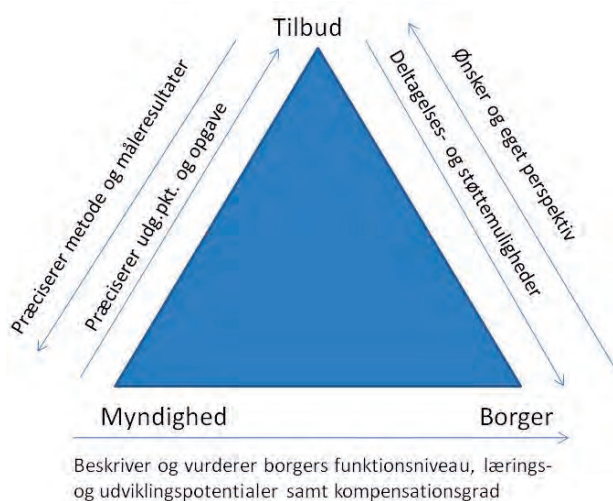 Tilbud
Præciserer metode og måleresultater
Præciserer udg.pkt. og opgave
Deltagelses- og støttemuligheder
Ønsker og eget perspektiv
Myndighed
Borger
Beskriver og vurderer borgers funktionsniveau, lærings-
og udviklingspotentialer samt kompensationsgrad